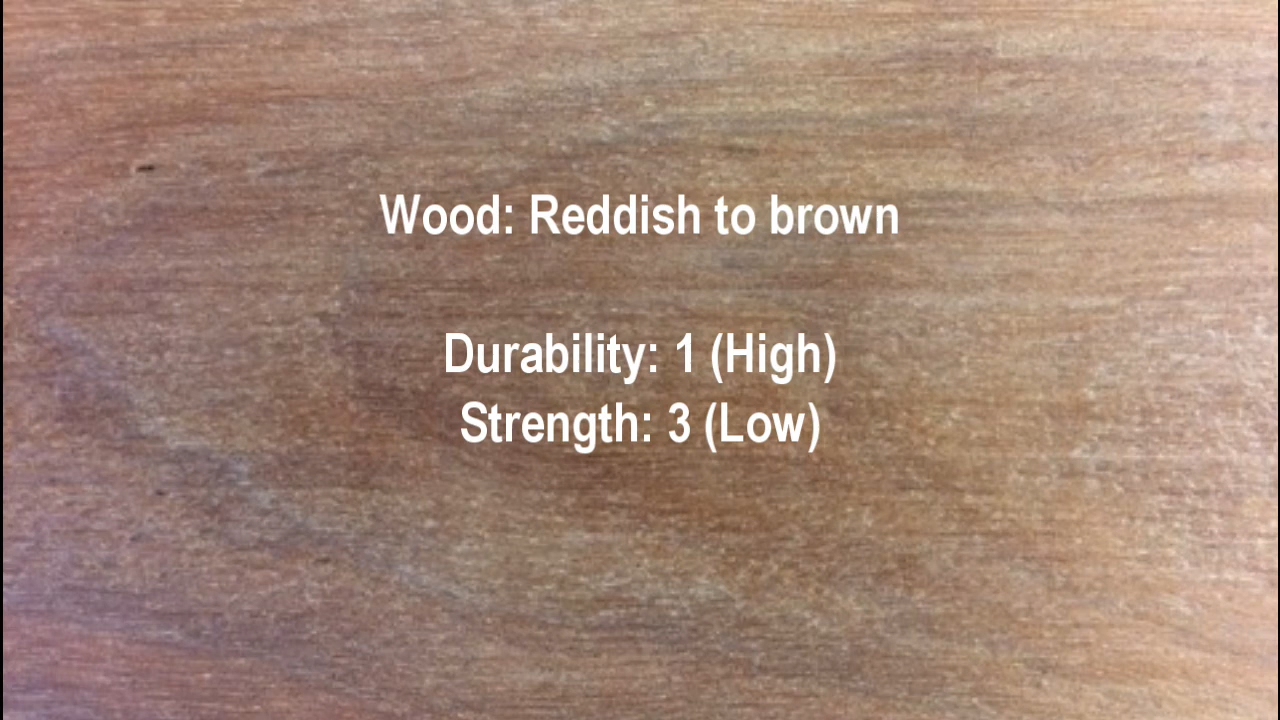 Wood: Reddish to brown
Durability: 1 (High)
Strength: 3 (Low)